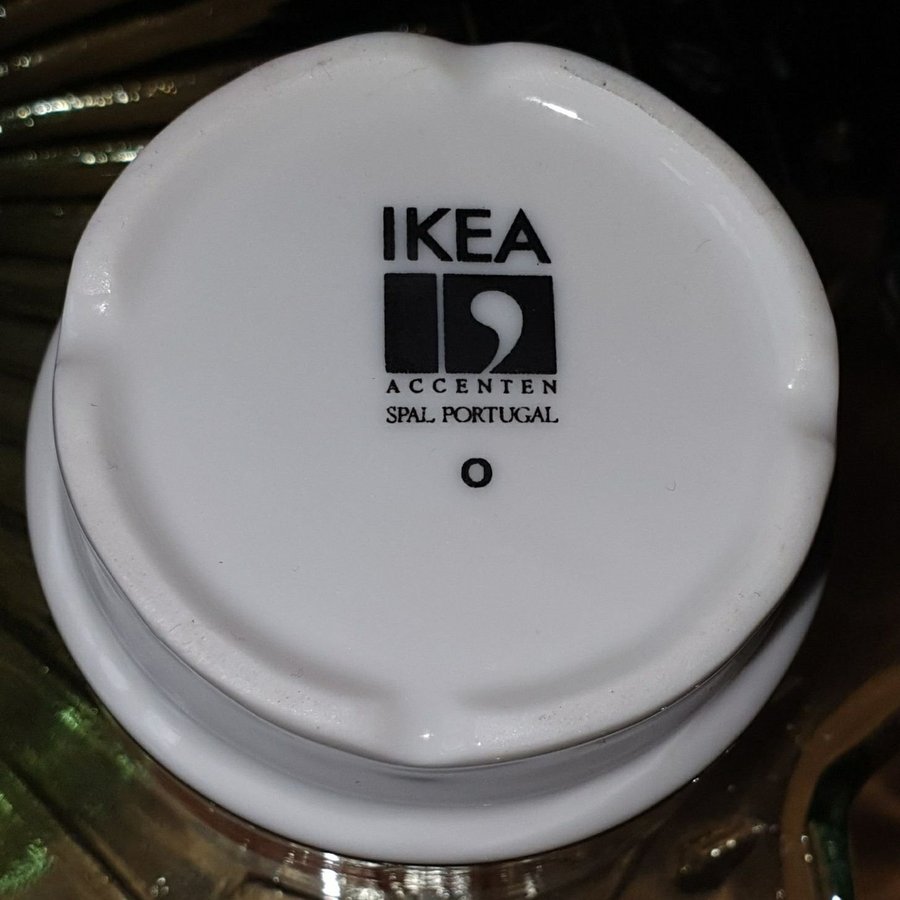 IKEA
ACCENTEN
SPAL PORTUGAL
O